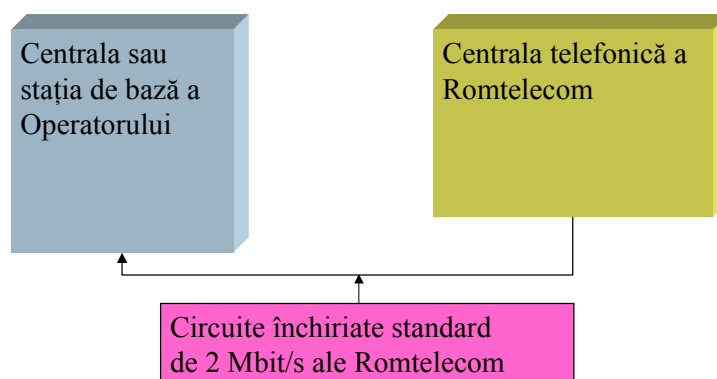 Centrala sau
stația de bază a
Operatorului
Centrala telefonică a
Romtelecom
Circuite închiriate standard
de 2 Mbit/s ale Romtelecom